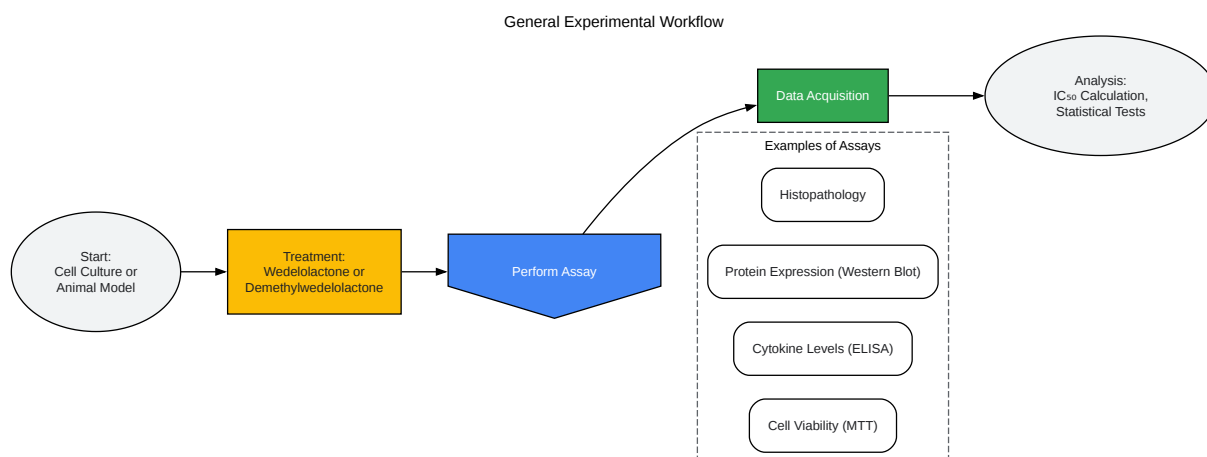 General Experimental Workflow
Start:
Cell Culture or
Animal Model
Treatment:
Wedelolactone or
Demethylwedelolactone
Perform Assay
Data Acquisition
Analysis:
IC₅₀ Calculation,
Statistical Tests
Examples of Assays
Histopathology
Protein Expression (Western Blot)
Cytokine Levels (ELISA)
Cell Viability (MTT)